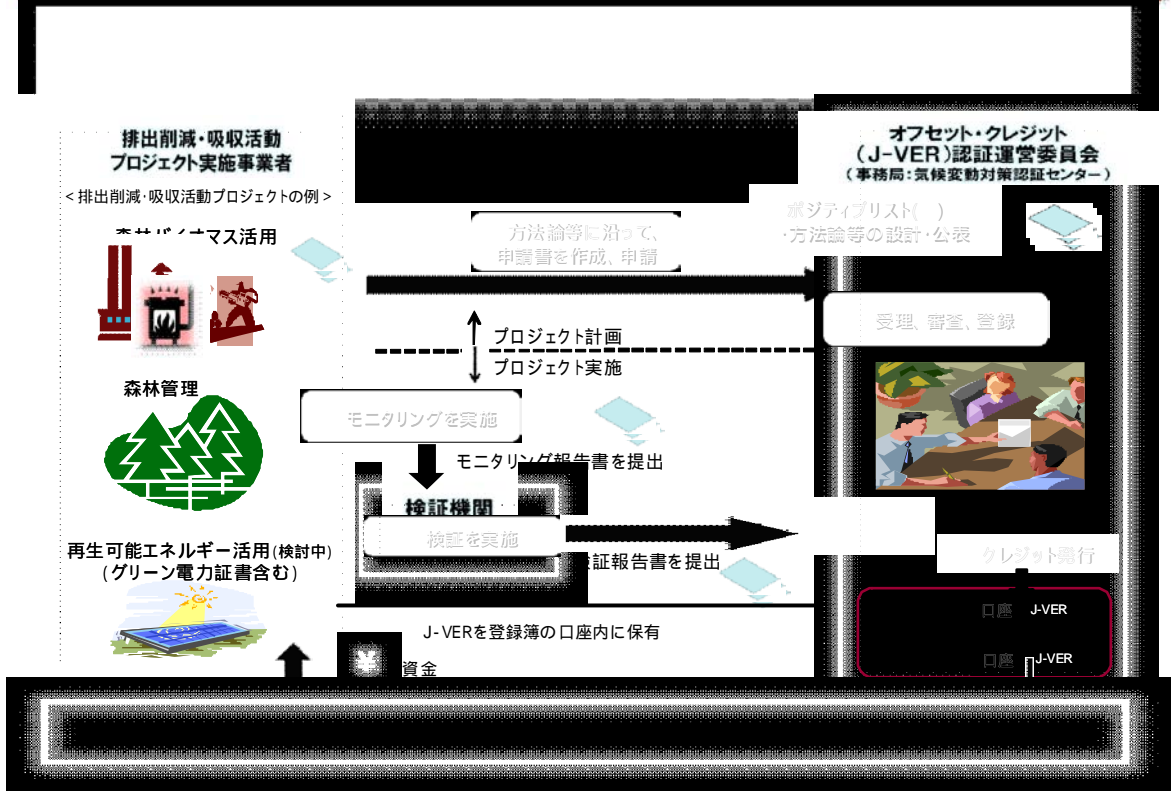 排出削減・吸収活動
プロジェクト実施事業者
<排出削減・吸収活動プロジェクトの例>
森林バイオマス活用
森林管理
再生可能エネルギー活用(検討中)
(グリーン電力証書含む)
方法論等に沿って、
申請書を作成、申請
プロジェクト計画
プロジェクト実施
モニタリングを実施
モニタリング報告書を提出
検証機関
検証を実施
検証報告書を提出
J-VERを登録簿の口座内に保有
¥
資金
オフセット・クレジット
(J-VER)認証運営委員会
(事務局:気候変動対策認証センター)
ポジティブリスト( )
・方法論等の設計・公表
受理、審査、登録
クレジット発行
口座 J-VER
口座 J-VER